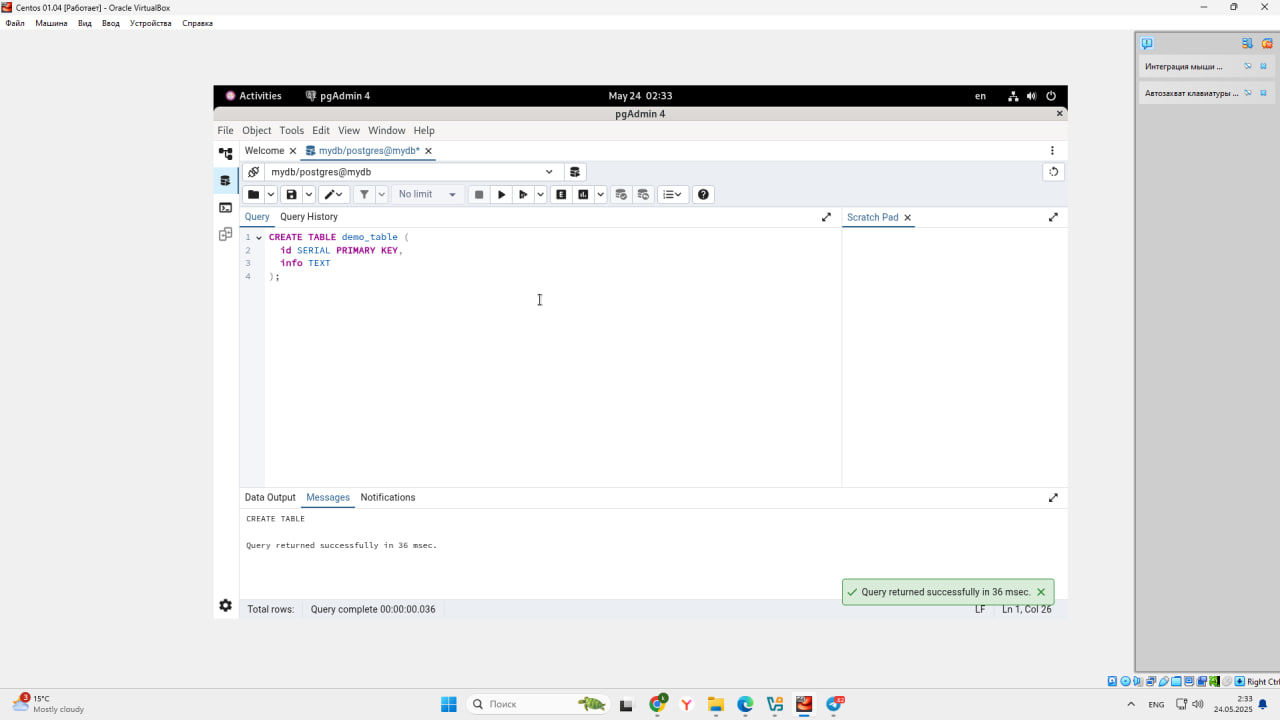 Centos 01.04 [Работает] - Oracle VirtualBox
Файл Машина Вид Ввод Устройства Справка
Интеграция мыши ...
Автозахват клавиатуры ...
Activities pgAdmin 4 May 24 02:33 en
pgAdmin 4
File Object Tools Edit View Window Help
Welcome mydb/postgres@mydb*
mydb/postgres@mydb
No limit
Query Query History Scratch Pad
1 CREATE TABLE demo_table (
2 id SERIAL PRIMARY KEY,
3 info TEXT
4 );
Data Output Messages Notifications
CREATE TABLE
Query returned successfully in 36 msec.
Query returned successfully in 36 msec.
Total rows: Query complete 00:00:00.036 LF Ln 1, Col 26
Right Ctrl
3 15°C
Mostly cloudy
Поиск
ENG
2:33
24.05.2025